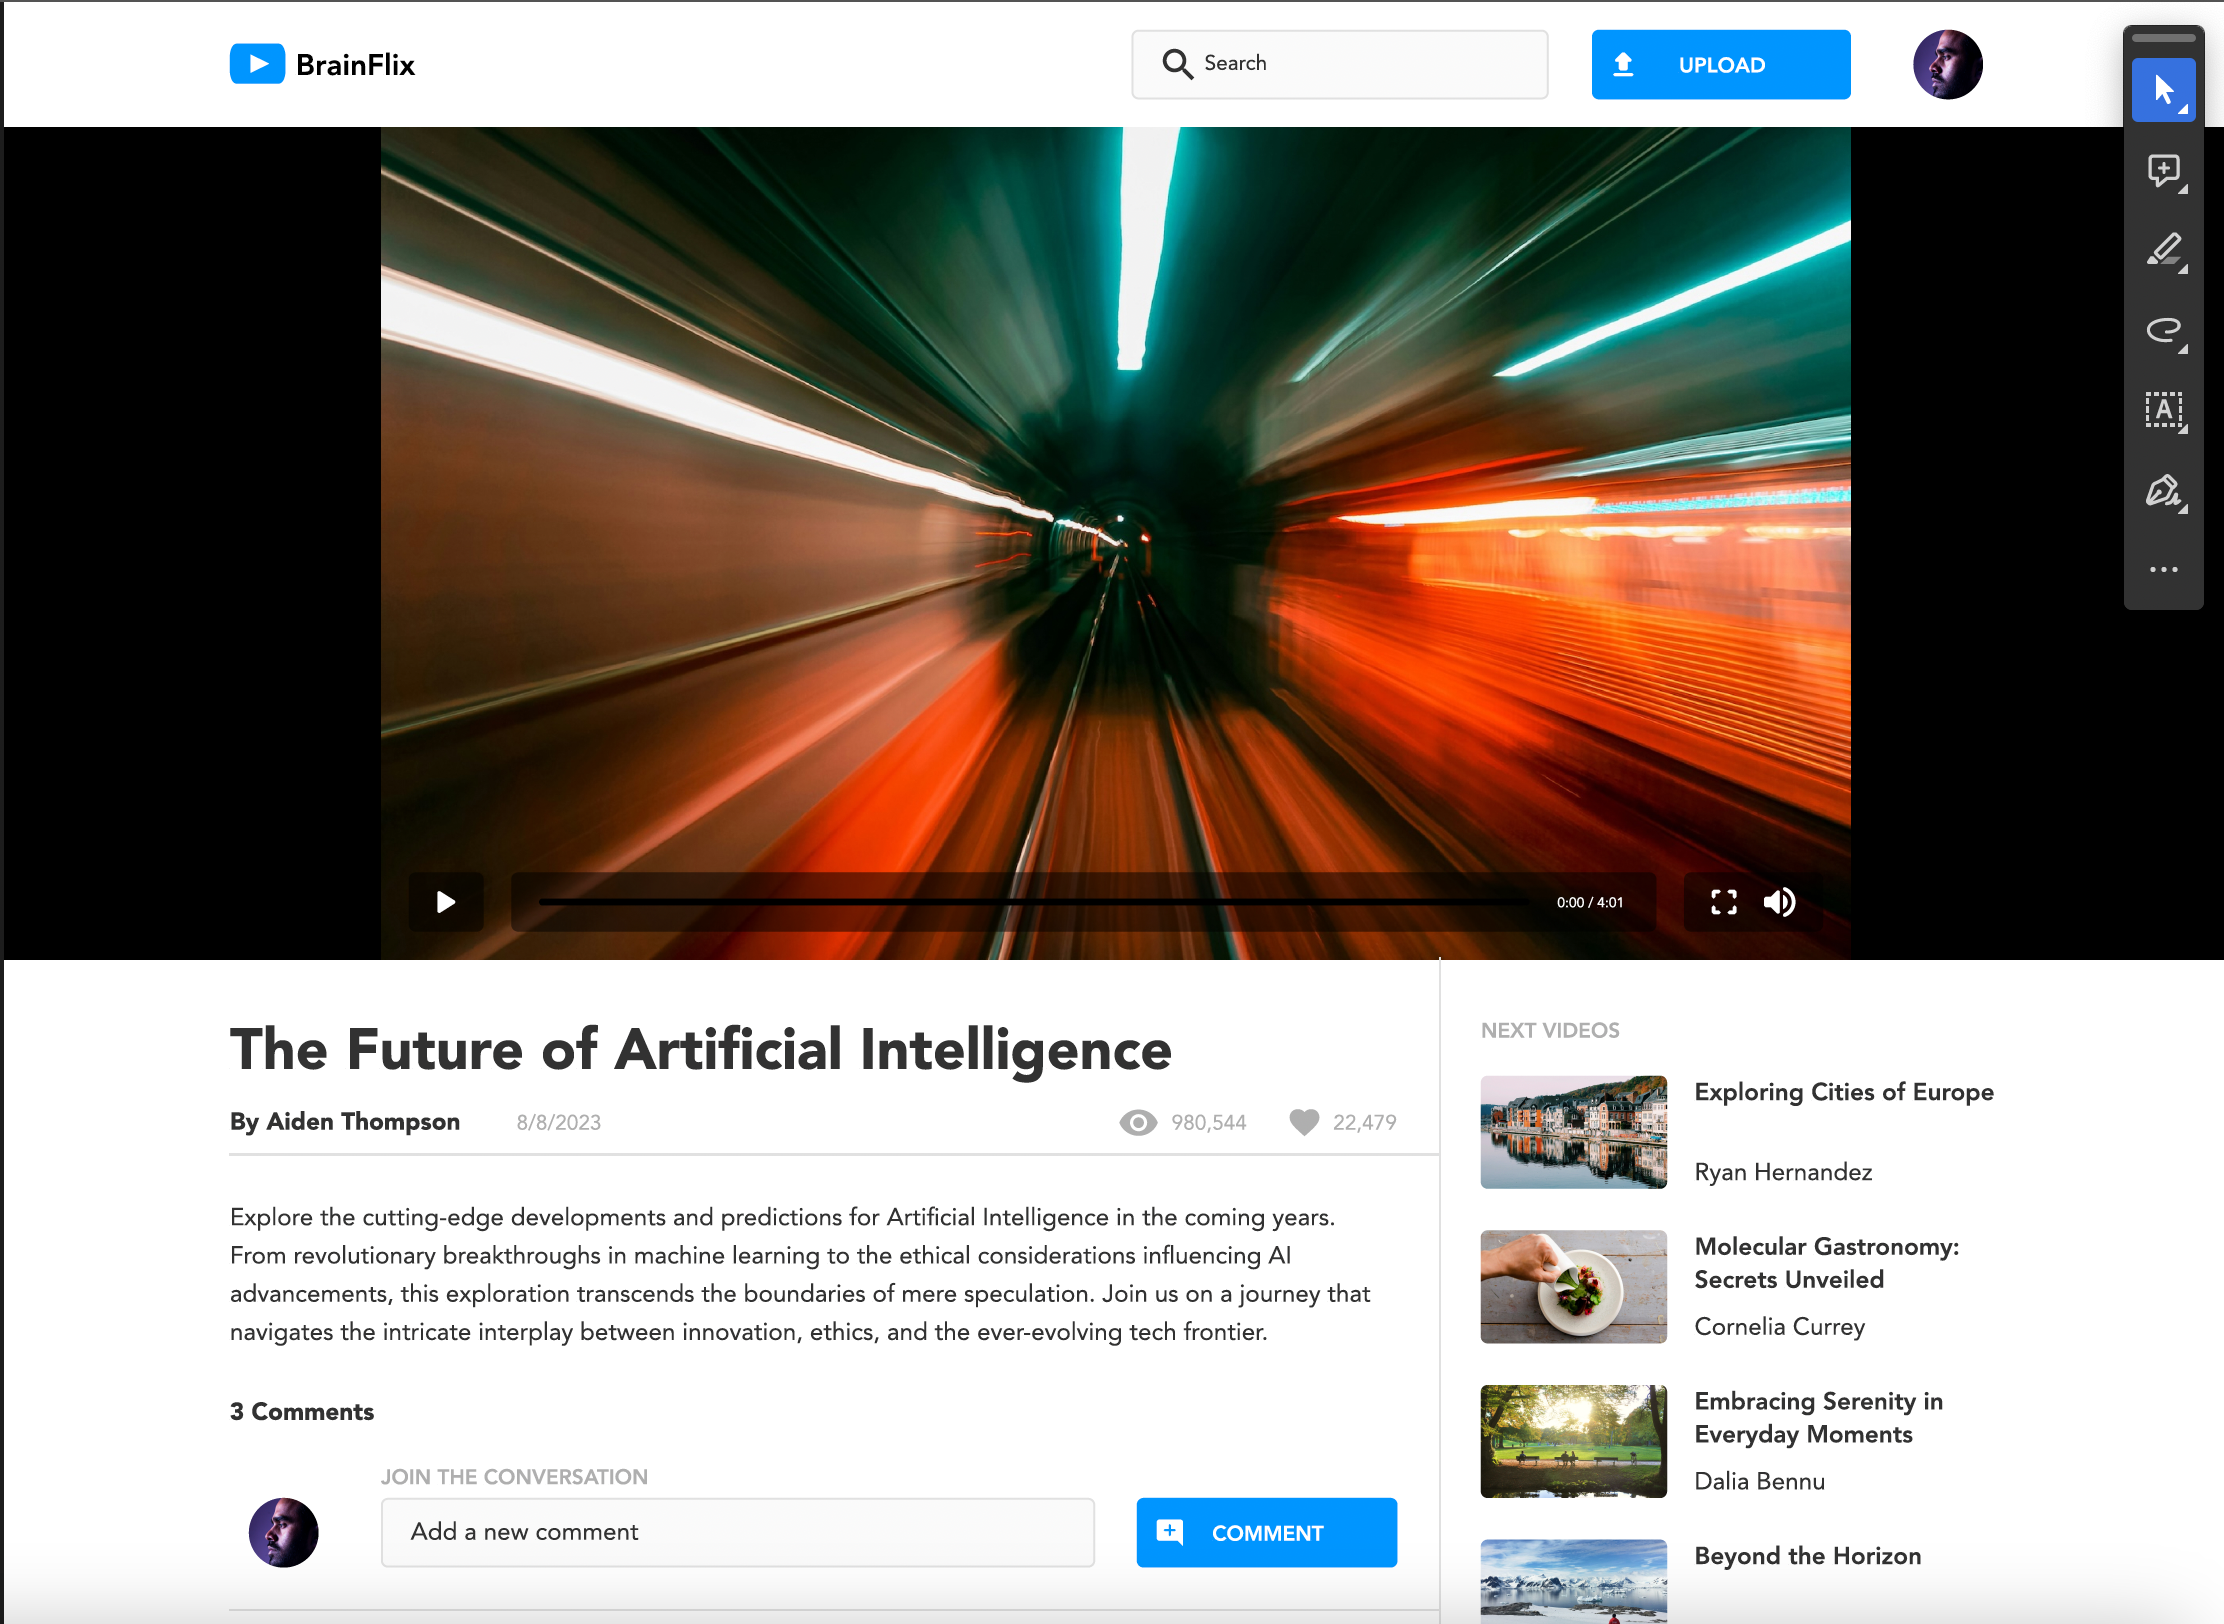 BrainFlix
Search
UPLOAD
0:00 / 4:01
The Future of Artificial Intelligence
By Aiden Thompson
8/8/2023
980,544
22,479
Explore the cutting-edge developments and predictions for Artificial Intelligence in the coming years.
From revolutionary breakthroughs in machine learning to the ethical considerations influencing AI
advancements, this exploration transcends the boundaries of mere speculation. Join us on a journey that
navigates the intricate interplay between innovation, ethics, and the ever-evolving tech frontier.
3 Comments
JOIN THE CONVERSATION
Add a new comment
COMMENT
NEXT VIDEOS
Exploring Cities of Europe
Ryan Hernandez
Molecular Gastronomy:
Secrets Unveiled
Cornelia Currey
Embracing Serenity in
Everyday Moments
Dalia Bennu
Beyond the Horizon
A